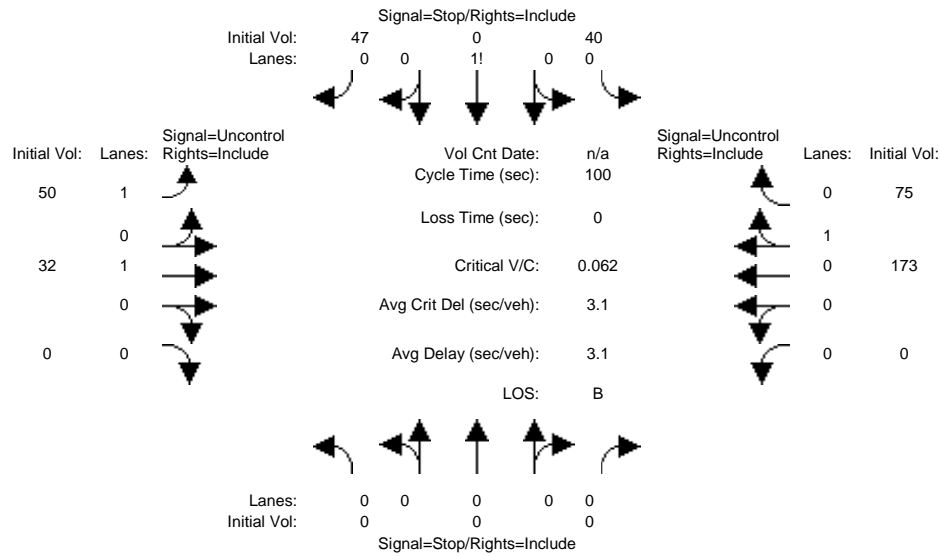 Signal=Stop/Rights=Include
Initial Vol: 47 0 40
Lanes: 0 0 1! 0 0
Signal=Uncontrol Signal=Uncontrol
Initial Vol: Lanes: Rights=Include Vol Cnt Date: n/a Rights=Include Lanes: Initial Vol:
Cycle Time (sec): 100
50 1 0 75
Loss Time (sec): 0
0 1
32 1 Critical V/C: 0.062 0 173
0 Avg Crit Del (sec/veh): 3.1 0
0 0 Avg Delay (sec/veh): 3.1 0 0
LOS: B
Lanes: 0 0 0 0 0
Initial Vol: 0 0 0
Signal=Stop/Rights=Include